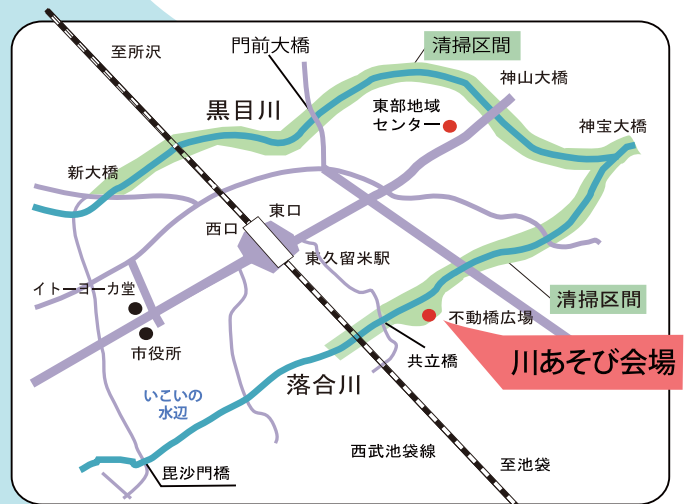 至所沢
門前大橋
清掃区間
黒目川
東部地域
センター
神山大橋
神宝大橋
新大橋
東口
西口
東久留米駅
イトーヨーカ堂
市役所
清掃区間
不動橋広場
川あそび会場
共立橋
落合川
いこいの
水辺
西武池袋線
至池袋
毘沙門橋